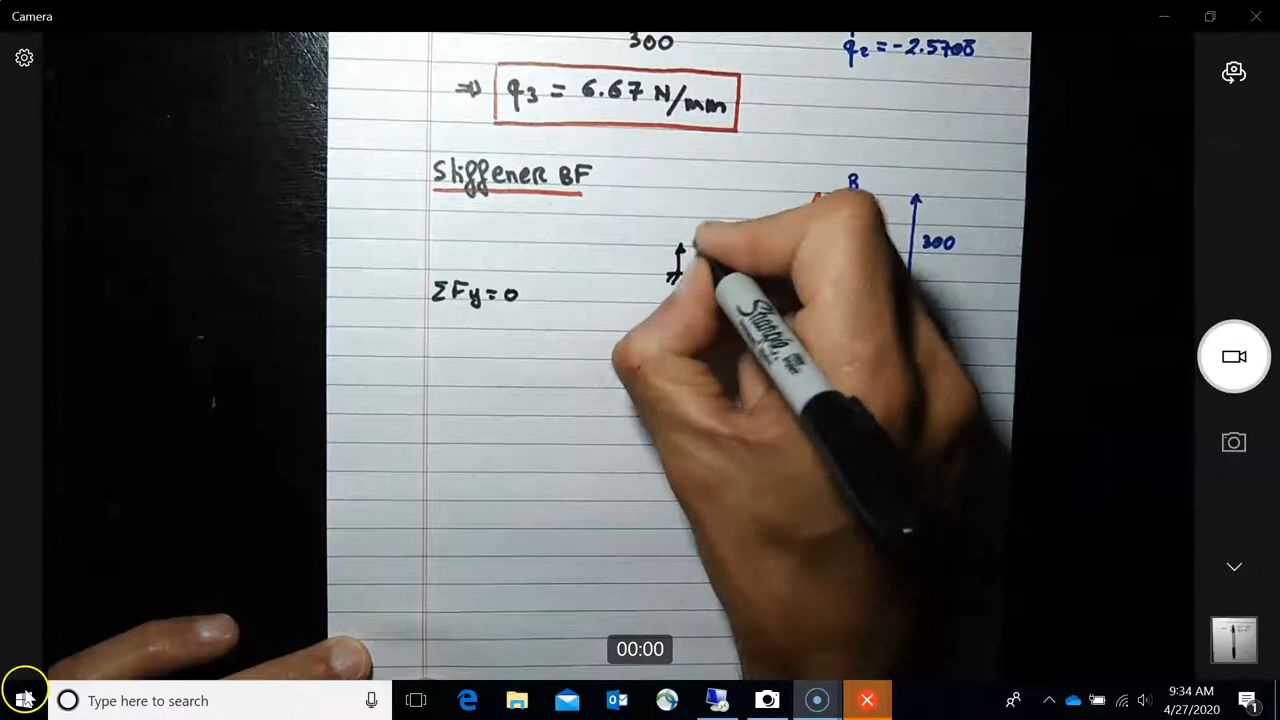 Camera
300
q2 = -2.5708
⇒ q3 = 6.67 N/mm
Stiffener BF
B
300
ΣFy = 0
Sharpie
00:00
Type here to search
9:34 AM
4/27/2020
1